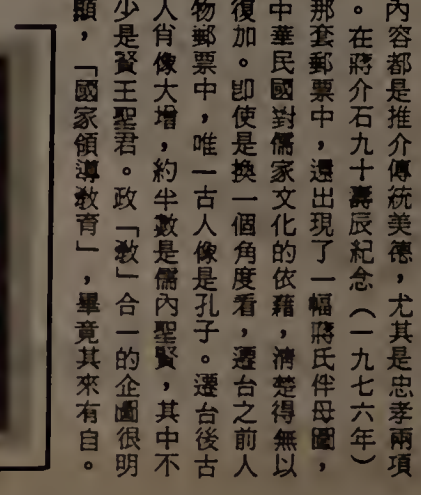 內容都是推介傳統美德，尤其是忠孝兩項
。在蔣介石九十壽辰紀念（一九七六年）
那套郵票中，還出現了一幅蔣氏伴母圖，
中華民國對儒家文化的依藉，清楚得無以
復加。卽使是換一個角度看，遷台之前人
物郵票中，唯一古人像是孔子。遷台後古
人肖像大增，約半數是儒內聖賢，其中不
少是賢王聖君。政「敎」合一的企圖很明
顯，「國家領導敎育」，畢竟其來有自。